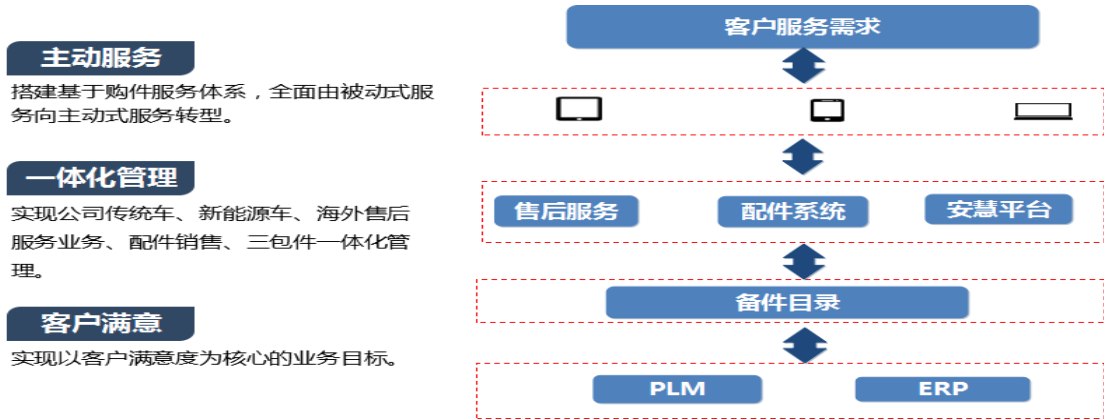 主动服务
搭建基于购件服务体系，全面由被动式服
务向主动式服务转型。
一体化管理
实现公司传统车、新能源车、海外售后
服务业务、配件销售、三包件一体化管
理。
客户满意
实现以客户满意度为核心的业务目标。
客户服务需求
售后服务
配件系统
安慧平台
备件目录
PLM
ERP